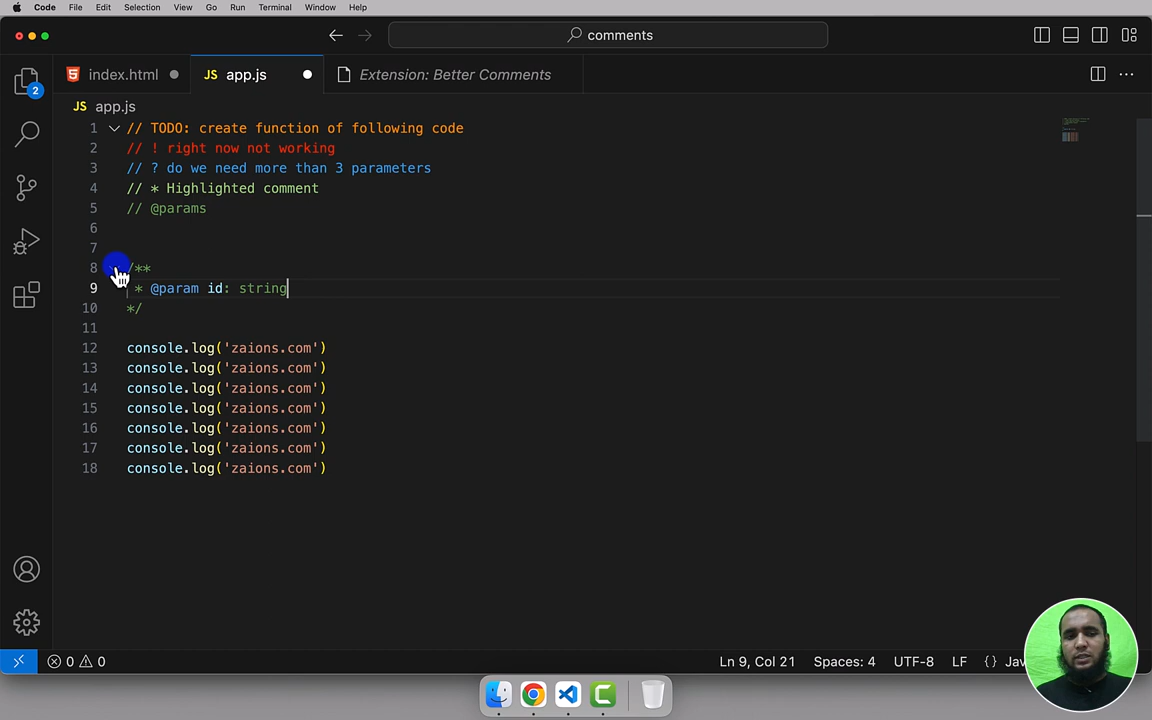 Code File Edit Selection View Go Run Terminal Window Help
comments
2
index.html
JS app.js
Extension: Better Comments
JS app.js
1 // TODO: create function of following code
2 // ! right now not working
3 // ? do we need more than 3 parameters
4 // * Highlighted comment
5 // @params
6
7
8 /**
9 * @param id: string
10 */
11
12 console.log('zaions.com')
13 console.log('zaions.com')
14 console.log('zaions.com')
15 console.log('zaions.com')
16 console.log('zaions.com')
17 console.log('zaions.com')
18 console.log('zaions.com')
0 0 Ln 9, Col 21 Spaces: 4 UTF-8 LF {}